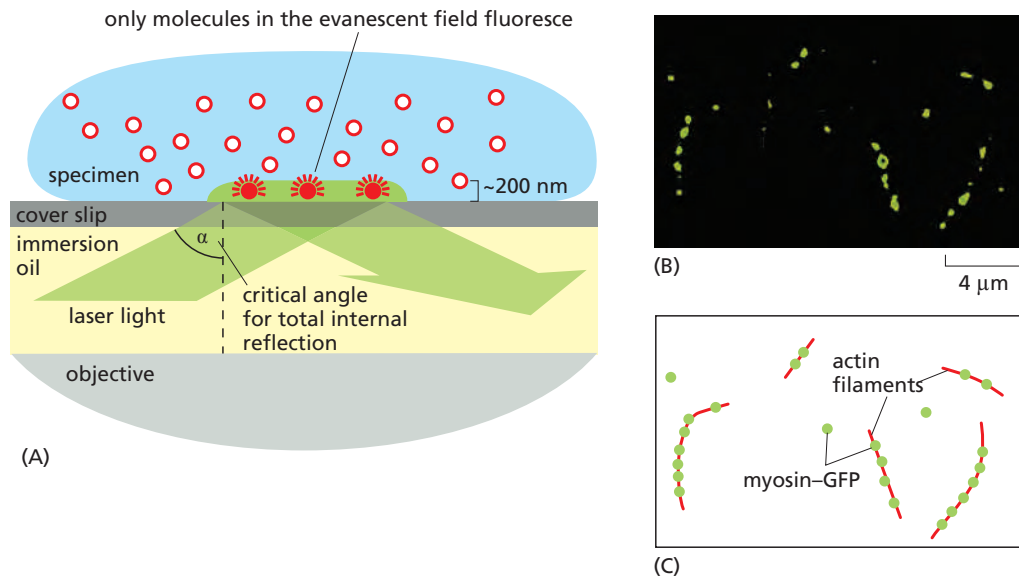 only molecules in the evanescent field fluoresce
specimen
~200 nm
cover slip
immersion
oil
α
laser light
critical angle
for total internal
reflection
objective
(A)
(B)
4 μm
actin
filaments
myosin–GFP
(C)